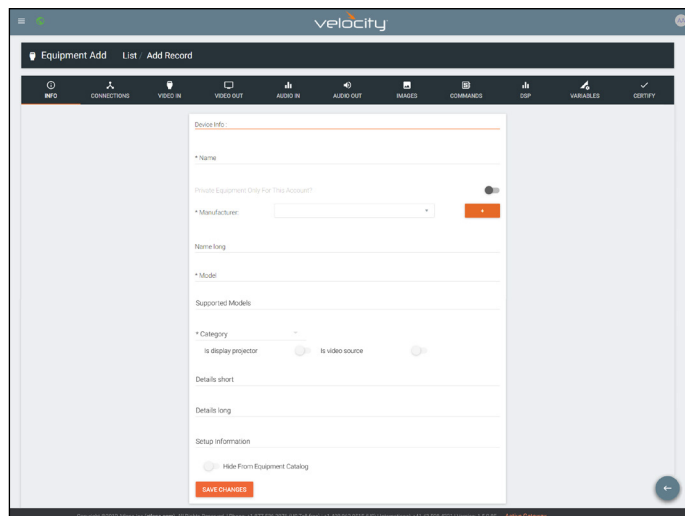 velocity
Equipment Add List / Add Record
INFO CONNECTIONS VIDEO IN VIDEO OUT AUDIO IN AUDIO OUT IMAGES COMMANDS DSP VARIABLES CERTIFY
Device Info:
* Name
Private Equipment Only For This Account?
* Manufacturer
+
Name long
* Model
Supported Models
* Category
Is display projector Is video source
Details short
Details long
Setup Information
Hide From Equipment Catalog
SAVE CHANGES